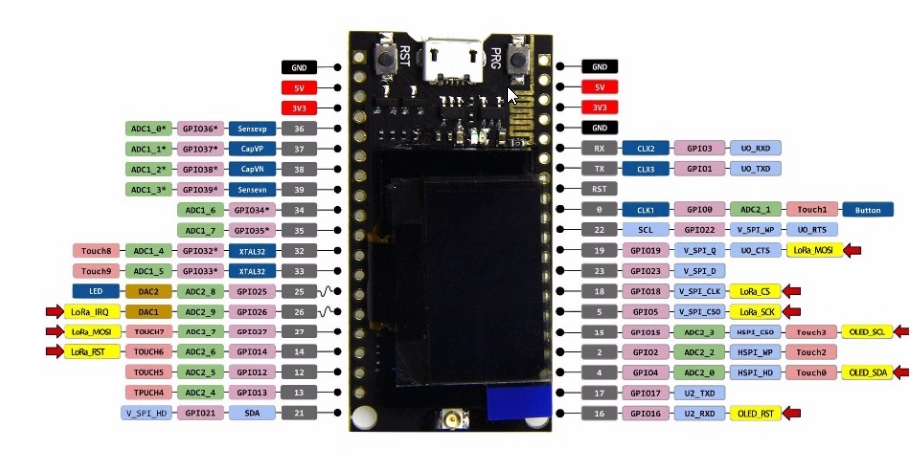 GND
5V
3V3
ADC1_0* GPIO36* Sensevp 36
ADC1_1* GPIO37* CapVP 37
ADC1_2* GPIO38* CapVN 38
ADC1_3* GPIO39* Sensevn 39
ADC1_6 GPIO34* 34
ADC1_7 GPIO35* 35
Touch8 ADC1_4 GPIO32* XTAL32 32
Touch9 ADC1_5 GPIO33* XTAL32 33
LED DAC2 ADC2_8 GPIO25 25
LoRa_IRQ DAC1 ADC2_9 GPIO26 26
LoRa_MOSI TOUCH7 ADC2_7 GPIO27 27
LoRa_RST TOUCH6 ADC2_6 GPIO14 14
TOUCH5 ADC2_5 GPIO12 12
TPUCH4 ADC2_4 GPIO13 13
V_SPI_HD GPIO21 SDA 21
RST
PRG
GND
5V
3V3
GND
RX CLK2 GPIO3 UO_RXD
TX CLK3 GPIO1 UO_TXD
RST
0 CLK1 GPIO0 ADC2_1 Touch1 Button
22 SCL GPIO22 V_SPI_WP UO_RTS
19 GPIO19 V_SPI_Q UO_CTS LoRa_MOSI
23 GPIO23 V_SPI_D
18 GPIO18 V_SPI_CLK LoRa_CS
5 GPIO5 V_SPI_CSO LoRa_SCK
15 GPIO15 ADC2_3 HSPI_CSO Touch3 OLED_SCL
2 GPIO2 ADC2_2 HSPI_WP Touch2
4 GPIO4 ADC2_0 HSPI_HD Touch0 OLED_SDA
17 GPIO17 U2_TXD
16 GPIO16 U2_RXD OLED_RST